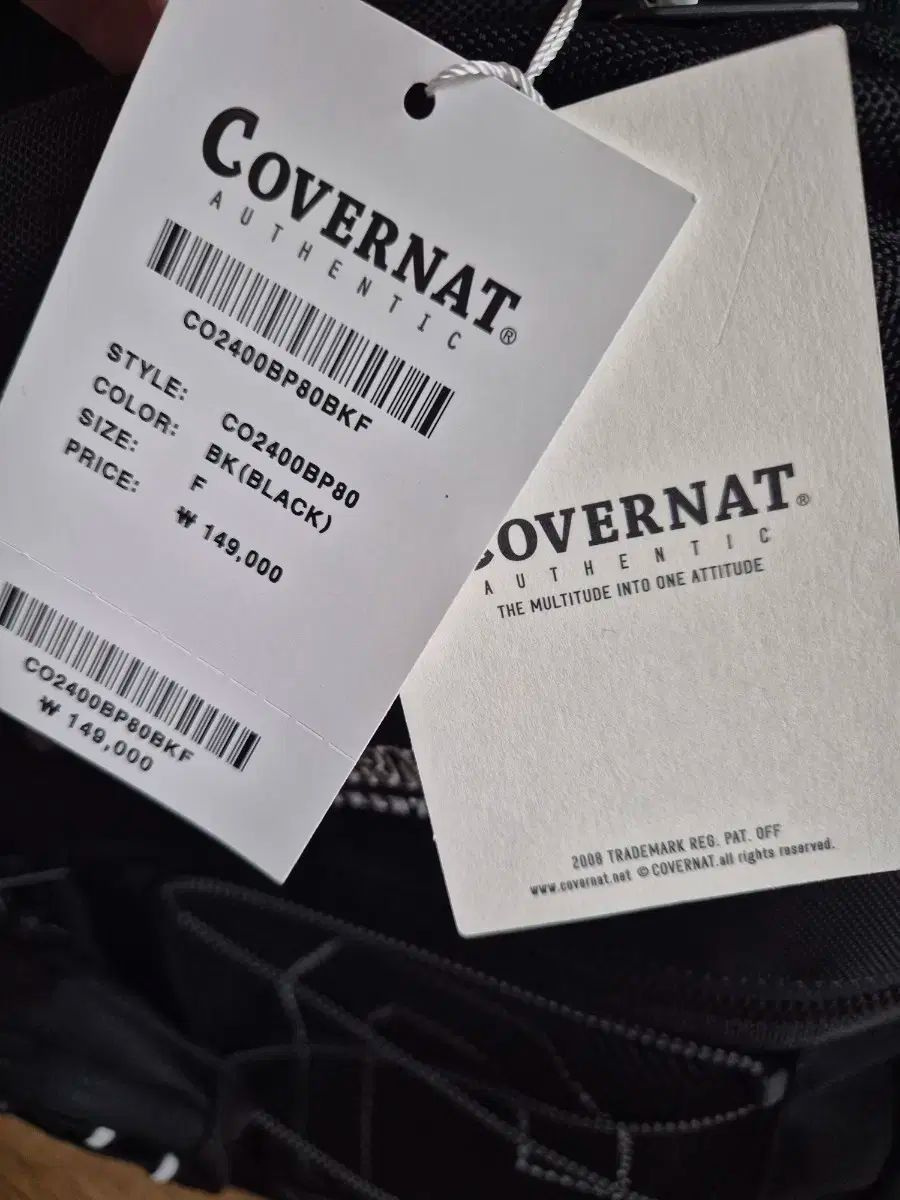 COVERNAT®
AUTHENTIC
CO2400BP80BKF
STYLE: CO2400BP80
COLOR: BK(BLACK)
SIZE: F
PRICE: ₩ 149,000
CO2400BP80BKF
₩ 149,000
COVERNAT®
AUTHENTIC
THE MULTITUDE INTO ONE ATTITUDE
2008 TRADEMARK REG. PAT. OFF
www.covernat.net © COVERNAT.all rights reserved.